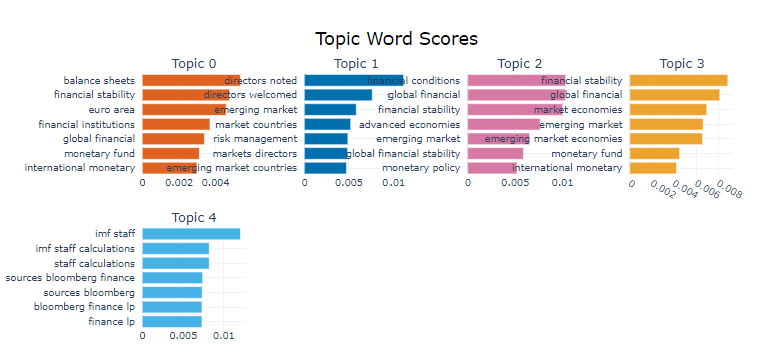 Topic Word Scores
Topic 0
balance sheets
financial stability
euro area
financial institutions
global financial
monetary fund
international monetary
0 0.002 0.004
Topic 1
directors noted
directors welcomed
emerging market
market countries
risk management
markets directors
emerging market countries
0 0.005 0.01
Topic 2
financial conditions
global financial
financial stability
advanced economies
emerging market
global financial stability
monetary policy
0 0.005 0.01
Topic 3
financial stability
global financial
market economies
emerging market
emerging market economies
monetary fund
international monetary
0 0.002 0.004 0.006 0.008
Topic 4
imf staff
imf staff calculations
staff calculations
sources bloomberg finance
sources bloomberg
bloomberg finance lp
finance lp
0 0.005 0.01